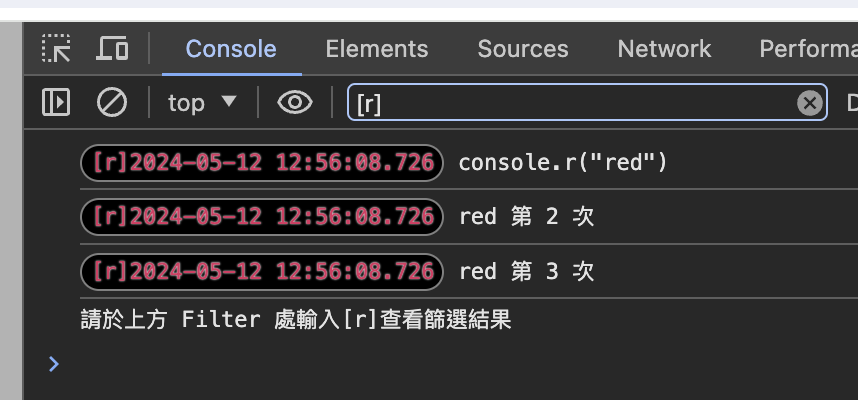 Console Elements Sources Network Performa
top [r]
[r]2024-05-12 12:56:08.726 console.r("red")
[r]2024-05-12 12:56:08.726 red 第 2 次
[r]2024-05-12 12:56:08.726 red 第 3 次
請於上方 Filter 處輸入[r]查看篩選結果